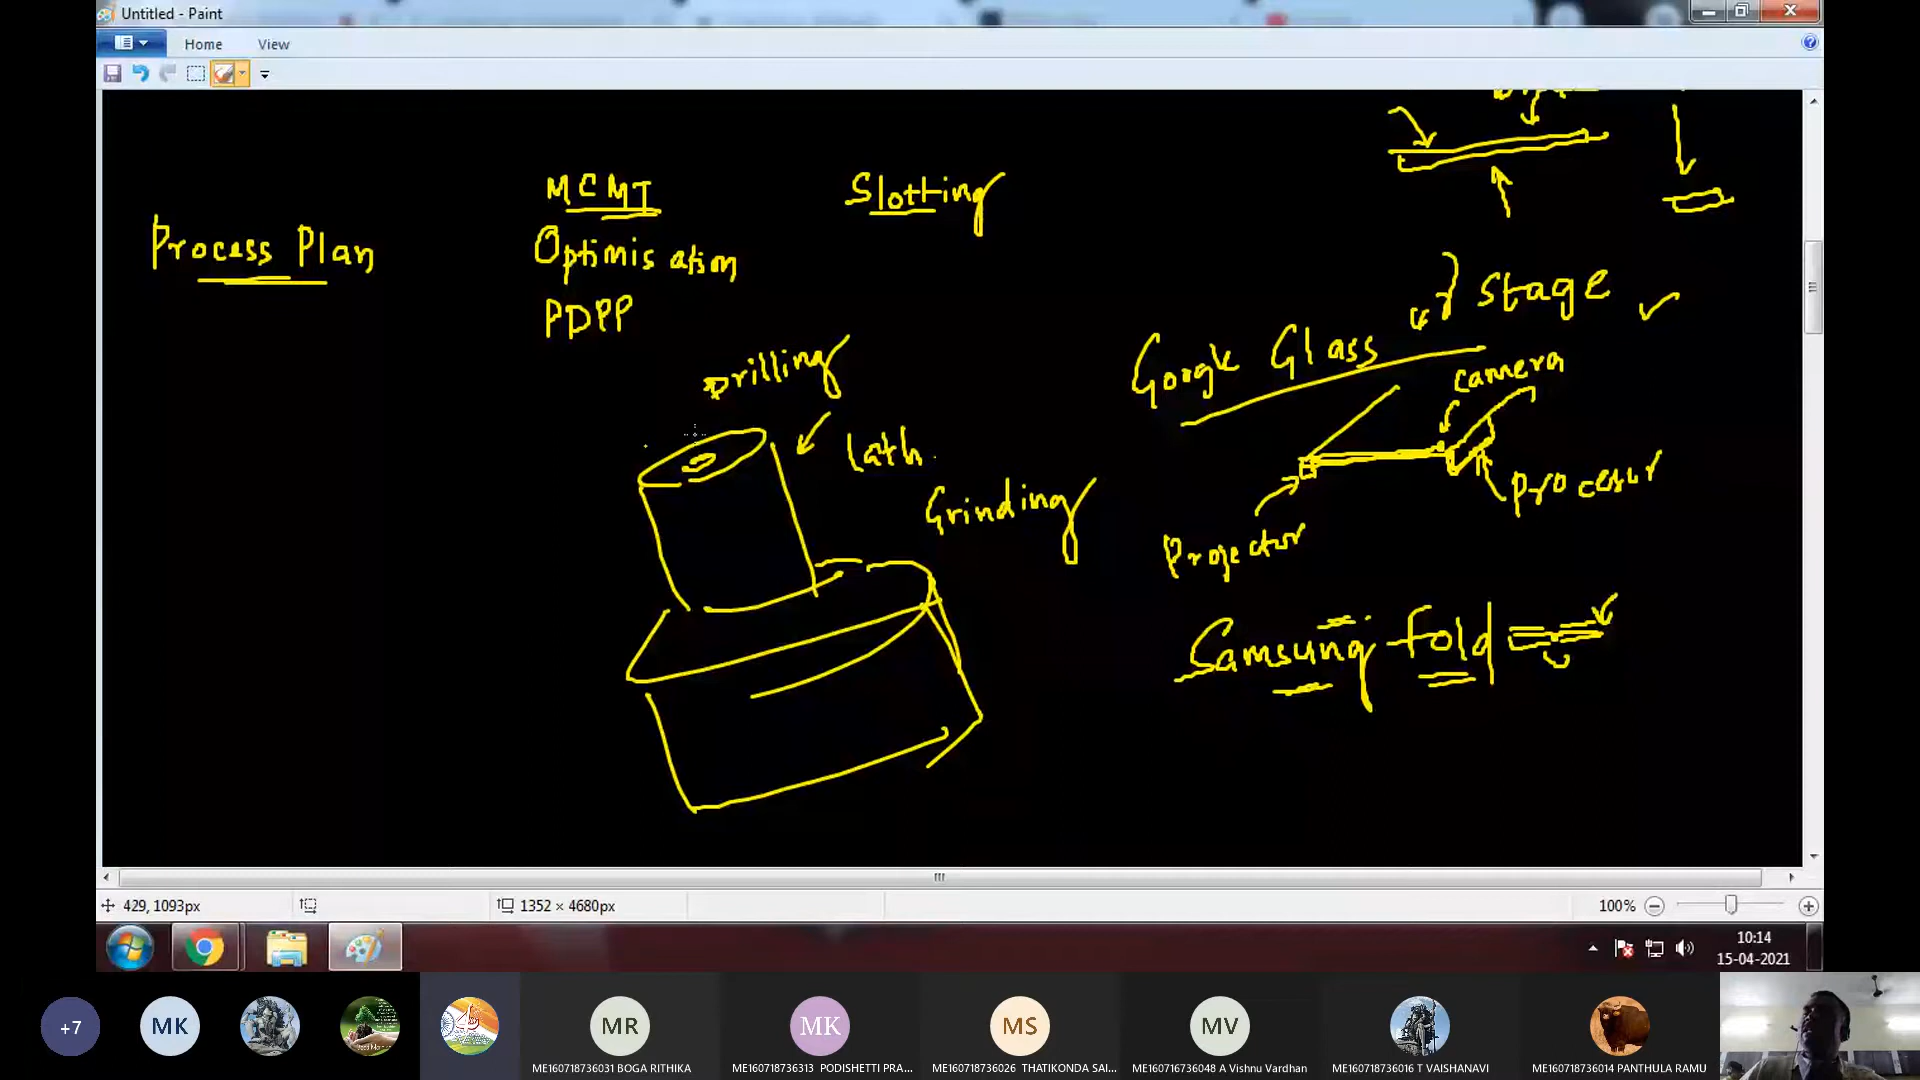 Untitled - Paint
Home View
MCMT
Slotting
Process Plan
Optimisation
PDPP
Stage
Google Glass
Drilling
camera
lath
Grinding
Processor
Projector
Samsung fold
429, 1093px
1352 × 4680px
100%
10:14
15-04-2021
+7
MK
MR
MK
MS
MV
ME160718736031 BOGA RITHIKA
ME160718736313 PODISHETTI PRA...
ME160718736026 THATIKONDA SAI...
ME160716736048 A Vishnu Vardhan
ME160718736016 T VAISHANAVI
ME160718736014 PANTHULA RAMU